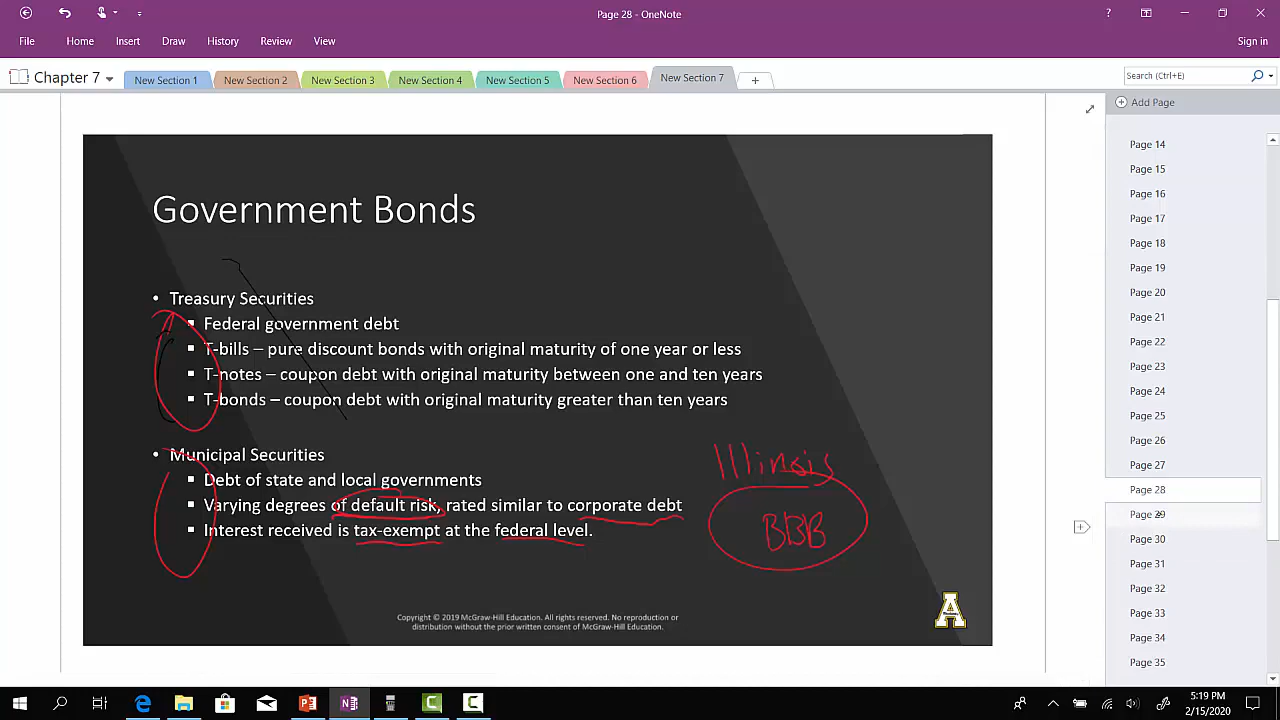 Page 28 - OneNote
?
File Home Insert Draw History Review View
Sign in
Chapter 7
New Section 1 New Section 2 New Section 3 New Section 4 New Section 5 New Section 6 New Section 7
Search (Ctrl+E)
Add Page
Page 14
Page 15
Page 16
Page 17
Page 18
Page 19
Page 20
Page 21
Page 22
Page 23
Page 24
Page 25
Page 26
Page 27
Page 28
Page 29
Page 30
Page 31
Page 32
Page 33
Page 34
Page 35
Government Bonds
• Treasury Securities
▪ Federal government debt
▪ T-bills – pure discount bonds with original maturity of one year or less
▪ T-notes – coupon debt with original maturity between one and ten years
▪ T-bonds – coupon debt with original maturity greater than ten years
• Municipal Securities
▪ Debt of state and local governments
▪ Varying degrees of default risk, rated similar to corporate debt
▪ Interest received is tax-exempt at the federal level.
Illinois
BBB
Copyright © 2019 McGraw-Hill Education. All rights reserved. No reproduction or
distribution without the prior written consent of McGraw-Hill Education.
A
5:19 PM
2/15/2020